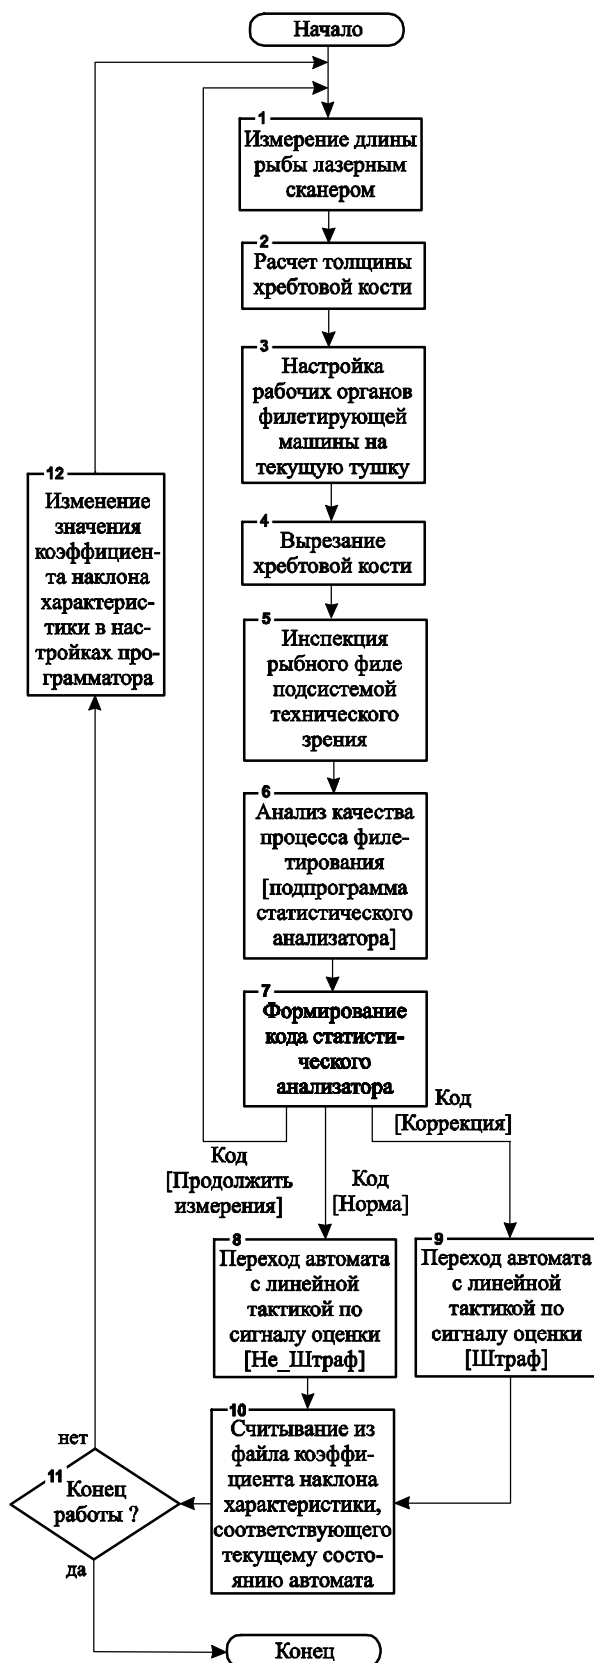 Начало
1
Измерение длины
рыбы лазерным
сканером
2
Расчет толщины
хребтовой кости
3
Настройка
рабочих органов
филетирующей
машины на
текущую тушку
12
Изменение
значения
коэффициен-
та наклона
характерис-
тики в нас-
тройках про-
грамматора
4
Вырезание
хребтовой кости
5
Инспекция
рыбного филе
подсистемой
технического
зрения
6
Анализ качества
процесса филе-
тирования
[подпрограмма
статистического
анализатора]
7
Формирование
кода статисти-
ческого
анализатора
Код
[Коррекция]
Код
[Продолжить
измерения]
Код
[Норма]
8
Переход автомата
с линейной
тактикой по
сигналу оценки
[Не_Штраф]
9
Переход автомата
с линейной
тактикой по
сигналу оценки
[Штраф]
10
Считывание из
файла коэффи-
циента наклона
характеристики,
соответствующего
текущему состо-
янию автомата
нет
11
Конец
работы ?
да
Конец